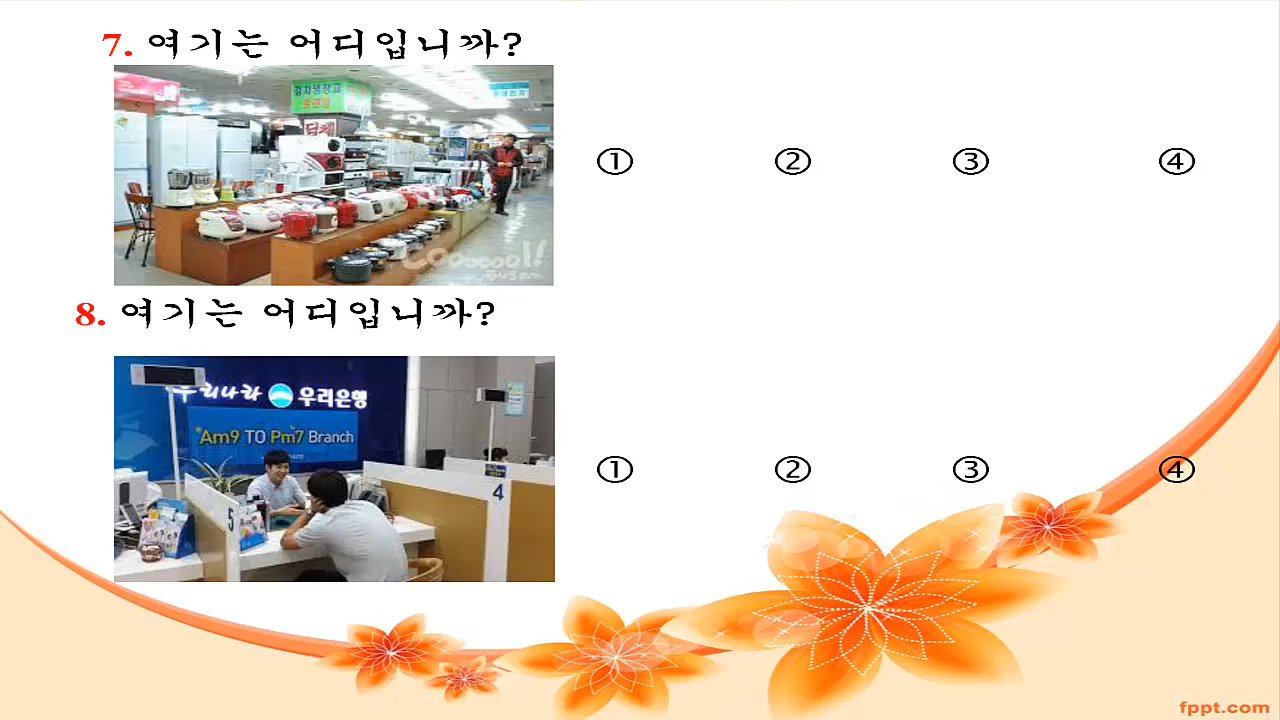 7. 여기는 어디입니까?
김치냉장고
① ② ③ ④
Cooooool!
8. 여기는 어디입니까?
우리나라 우리은행
Am9 TO Pm7 Branch
① ② ③ ④
4
5
fppt.com